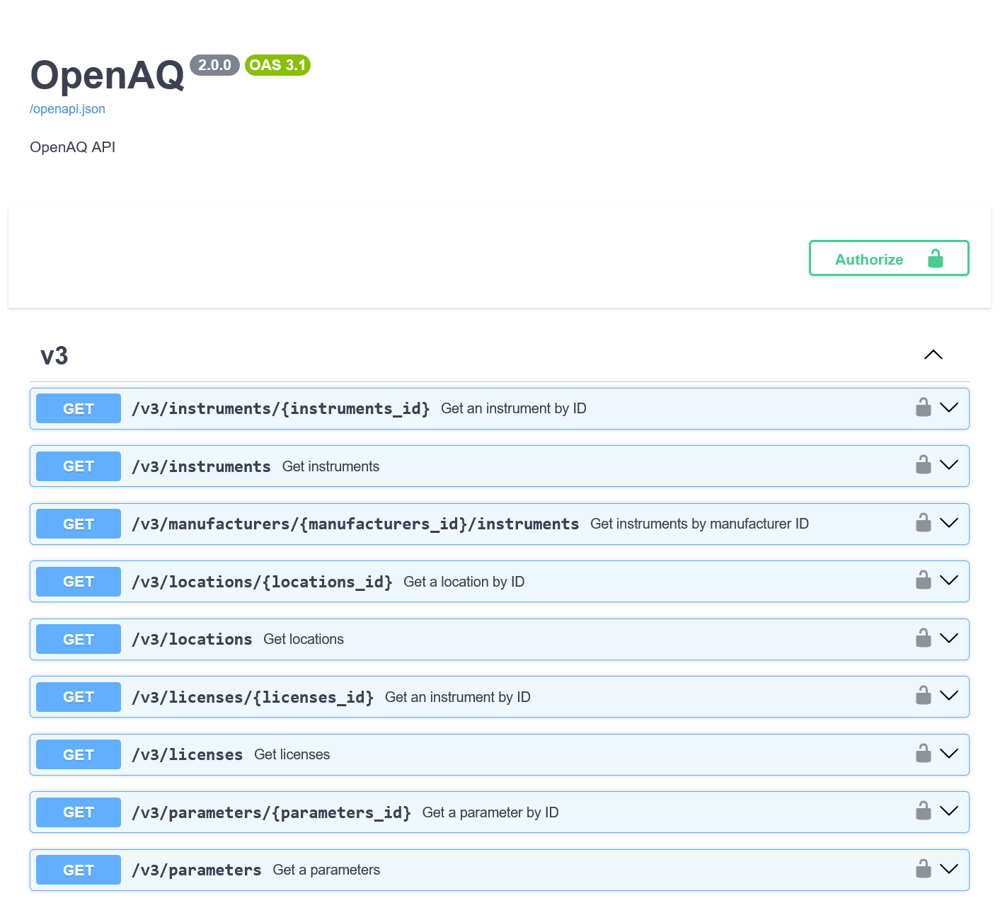 OpenAQ 2.0.0 OAS 3.1
/openapi.json
OpenAQ API
Authorize
v3
GET /v3/instruments/{instruments_id} Get an instrument by ID
GET /v3/instruments Get instruments
GET /v3/manufacturers/{manufacturers_id}/instruments Get instruments by manufacturer ID
GET /v3/locations/{locations_id} Get a location by ID
GET /v3/locations Get locations
GET /v3/licenses/{licenses_id} Get an instrument by ID
GET /v3/licenses Get licenses
GET /v3/parameters/{parameters_id} Get a parameter by ID
GET /v3/parameters Get a parameters